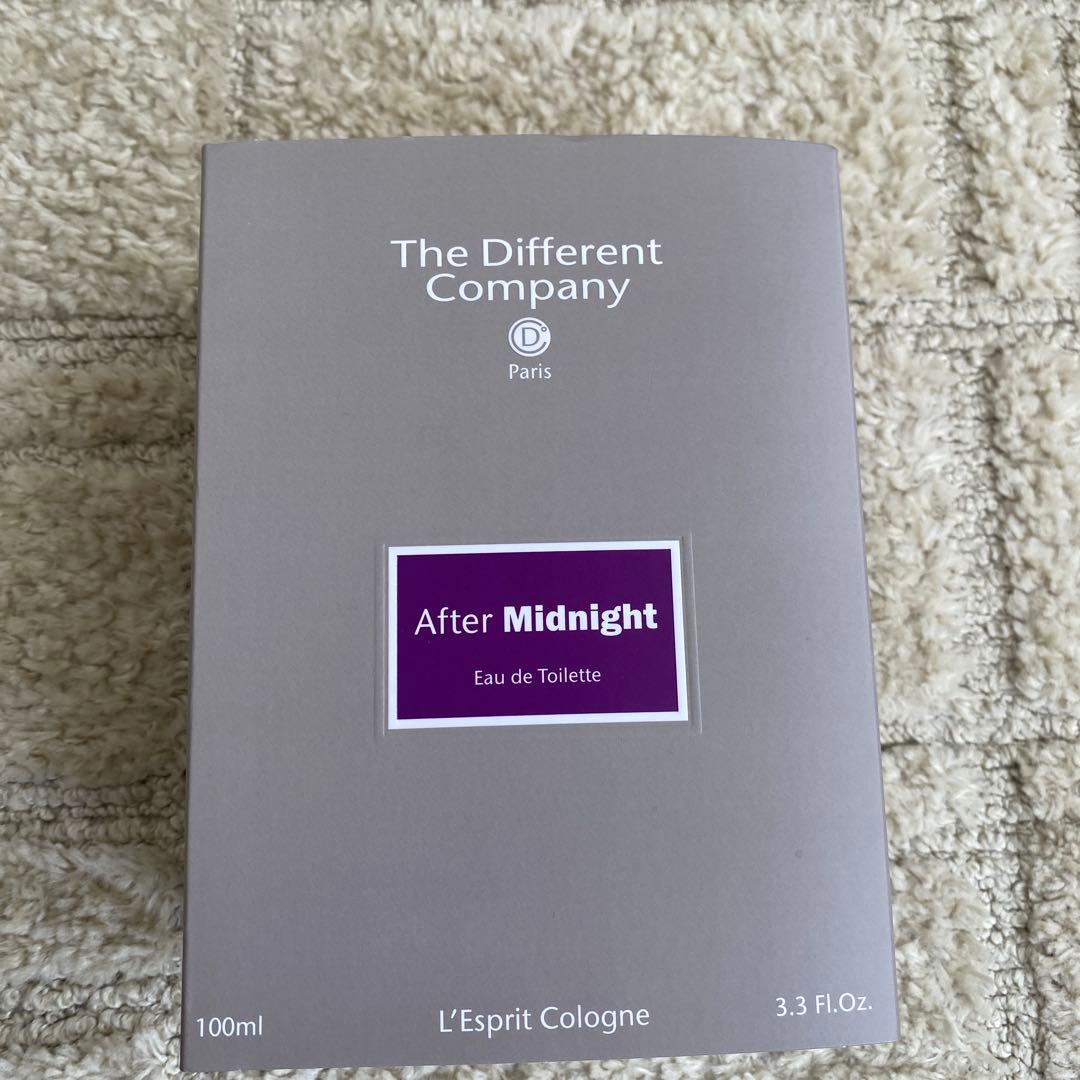 The Different
Company
D
Paris
After Midnight
Eau de Toilette
100ml
L'Esprit Cologne
3.3 Fl.Oz.